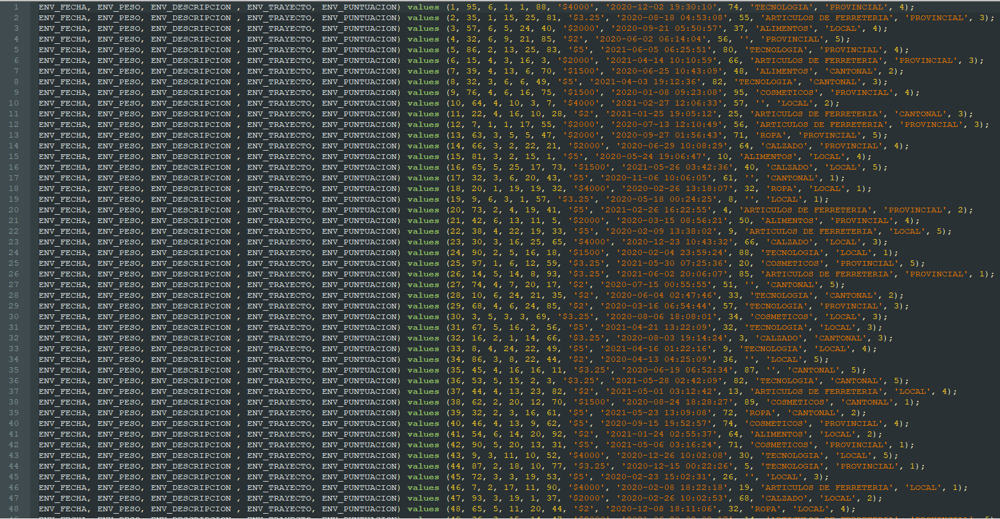 1 ENV_FECHA, ENV_PESO, ENV_DESCRIPCION , ENV_TRAYECTO, ENV_PUNTUACION) values (1, 95, 6, 1, 1, 88, '$4000', '2020-12-02 19:30:10', 74, 'TECNOLOGIA', 'PROVINCIAL', 4);
2 ENV_FECHA, ENV_PESO, ENV_DESCRIPCION , ENV_TRAYECTO, ENV_PUNTUACION) values (2, 35, 1, 15, 25, 81, '$3.25', '2020-08-18 04:53:08', 55, 'ARTICULOS DE FERRETERIA', 'PROVINCIAL', 3);
3 ENV_FECHA, ENV_PESO, ENV_DESCRIPCION , ENV_TRAYECTO, ENV_PUNTUACION) values (3, 57, 6, 5, 24, 40, '$2000', '2020-09-21 05:50:57', 37, 'ALIMENTOS', 'LOCAL', 4);
4 ENV_FECHA, ENV_PESO, ENV_DESCRIPCION , ENV_TRAYECTO, ENV_PUNTUACION) values (4, 32, 6, 9, 21, 85, '$2', '2020-06-02 06:14:04', 56, '', 'PROVINCIAL', 5);
5 ENV_FECHA, ENV_PESO, ENV_DESCRIPCION , ENV_TRAYECTO, ENV_PUNTUACION) values (5, 86, 2, 13, 25, 83, '$5', '2021-06-05 06:25:51', 80, 'TECNOLOGIA', 'PROVINCIAL', 4);
6 ENV_FECHA, ENV_PESO, ENV_DESCRIPCION , ENV_TRAYECTO, ENV_PUNTUACION) values (6, 15, 4, 3, 16, 3, '$2000', '2021-04-14 10:10:59', 66, 'ARTICULOS DE FERRETERIA', 'PROVINCIAL', 3);
7 ENV_FECHA, ENV_PESO, ENV_DESCRIPCION , ENV_TRAYECTO, ENV_PUNTUACION) values (7, 39, 4, 13, 6, 70, '$1500', '2020-06-25 10:43:09', 48, 'ALIMENTOS', 'CANTONAL', 2);
8 ENV_FECHA, ENV_PESO, ENV_DESCRIPCION , ENV_TRAYECTO, ENV_PUNTUACION) values (8, 32, 3, 6, 6, 49, '$5', '2021-04-03 19:12:36', 82, 'TECNOLOGIA', 'CANTONAL', 3);
9 ENV_FECHA, ENV_PESO, ENV_DESCRIPCION , ENV_TRAYECTO, ENV_PUNTUACION) values (9, 76, 4, 6, 16, 75, '$1500', '2020-01-08 09:23:08', 95, 'COSMETICOS', 'PROVINCIAL', 4);
10 ENV_FECHA, ENV_PESO, ENV_DESCRIPCION , ENV_TRAYECTO, ENV_PUNTUACION) values (10, 64, 4, 10, 3, 7, '$4000', '2021-02-27 12:06:33', 57, '', 'LOCAL', 2);
11 ENV_FECHA, ENV_PESO, ENV_DESCRIPCION , ENV_TRAYECTO, ENV_PUNTUACION) values (11, 22, 4, 16, 10, 28, '$2', '2021-01-25 19:05:12', 25, 'ARTICULOS DE FERRETERIA', 'CANTONAL', 3);
12 ENV_FECHA, ENV_PESO, ENV_DESCRIPCION , ENV_TRAYECTO, ENV_PUNTUACION) values (12, 7, 1, 1, 17, 55, '$2000', '2020-07-13 12:10:49', 56, 'ARTICULOS DE FERRETERIA', 'PROVINCIAL', 3);
13 ENV_FECHA, ENV_PESO, ENV_DESCRIPCION , ENV_TRAYECTO, ENV_PUNTUACION) values (13, 63, 3, 5, 5, 47, '$2000', '2020-09-27 01:56:43', 71, 'ROPA', 'PROVINCIAL', 5);
14 ENV_FECHA, ENV_PESO, ENV_DESCRIPCION , ENV_TRAYECTO, ENV_PUNTUACION) values (14, 66, 3, 2, 22, 21, '$2000', '2020-06-29 10:08:29', 64, 'CALZADO', 'PROVINCIAL', 4);
15 ENV_FECHA, ENV_PESO, ENV_DESCRIPCION , ENV_TRAYECTO, ENV_PUNTUACION) values (15, 81, 3, 2, 15, 1, '$5', '2020-05-24 19:06:47', 10, 'ALIMENTOS', 'LOCAL', 4);
16 ENV_FECHA, ENV_PESO, ENV_DESCRIPCION , ENV_TRAYECTO, ENV_PUNTUACION) values (16, 65, 5, 25, 17, 73, '$1500', '2021-05-26 03:42:36', 40, 'CALZADO', 'LOCAL', 5);
17 ENV_FECHA, ENV_PESO, ENV_DESCRIPCION , ENV_TRAYECTO, ENV_PUNTUACION) values (17, 32, 3, 6, 20, 43, '$5', '2020-11-06 10:06:05', 61, '', 'CANTONAL', 1);
18 ENV_FECHA, ENV_PESO, ENV_DESCRIPCION , ENV_TRAYECTO, ENV_PUNTUACION) values (18, 20, 1, 19, 19, 32, '$4000', '2020-02-26 13:18:07', 32, 'ROPA', 'LOCAL', 1);
19 ENV_FECHA, ENV_PESO, ENV_DESCRIPCION , ENV_TRAYECTO, ENV_PUNTUACION) values (19, 9, 6, 3, 1, 57, '$3.25', '2020-05-18 00:24:25', 8, '', 'LOCAL', 1);
20 ENV_FECHA, ENV_PESO, ENV_DESCRIPCION , ENV_TRAYECTO, ENV_PUNTUACION) values (20, 73, 2, 4, 19, 41, '$5', '2021-02-26 16:22:55', 4, 'ARTICULOS DE FERRETERIA', 'PROVINCIAL', 2);
21 ENV_FECHA, ENV_PESO, ENV_DESCRIPCION , ENV_TRAYECTO, ENV_PUNTUACION) values (21, 42, 6, 13, 11, 5, '$2000', '2020-03-15 08:56:21', 50, 'ALIMENTOS', 'PROVINCIAL', 4);
22 ENV_FECHA, ENV_PESO, ENV_DESCRIPCION , ENV_TRAYECTO, ENV_PUNTUACION) values (22, 38, 4, 22, 19, 33, '$5', '2020-02-09 13:38:02', 9, 'ARTICULOS DE FERRETERIA', 'LOCAL', 5);
23 ENV_FECHA, ENV_PESO, ENV_DESCRIPCION , ENV_TRAYECTO, ENV_PUNTUACION) values (23, 30, 3, 16, 25, 65, '$4000', '2020-12-23 10:43:32', 66, 'CALZADO', 'LOCAL', 3);
24 ENV_FECHA, ENV_PESO, ENV_DESCRIPCION , ENV_TRAYECTO, ENV_PUNTUACION) values (24, 90, 2, 5, 16, 18, '$1500', '2020-02-04 23:59:24', 88, 'TECNOLOGIA', 'LOCAL', 1);
25 ENV_FECHA, ENV_PESO, ENV_DESCRIPCION , ENV_TRAYECTO, ENV_PUNTUACION) values (25, 97, 1, 6, 12, 59, '$3.25', '2021-05-30 07:25:36', 20, 'COSMETICOS', 'PROVINCIAL', 5);
26 ENV_FECHA, ENV_PESO, ENV_DESCRIPCION , ENV_TRAYECTO, ENV_PUNTUACION) values (26, 14, 5, 14, 8, 93, '$3.25', '2021-06-02 20:06:07', 85, 'ARTICULOS DE FERRETERIA', 'PROVINCIAL', 1);
27 ENV_FECHA, ENV_PESO, ENV_DESCRIPCION , ENV_TRAYECTO, ENV_PUNTUACION) values (27, 74, 4, 7, 20, 17, '$2', '2020-07-15 00:55:55', 51, '', 'CANTONAL', 5);
28 ENV_FECHA, ENV_PESO, ENV_DESCRIPCION , ENV_TRAYECTO, ENV_PUNTUACION) values (28, 10, 6, 24, 21, 35, '$2', '2020-06-04 02:47:46', 33, 'TECNOLOGIA', 'CANTONAL', 2);
29 ENV_FECHA, ENV_PESO, ENV_DESCRIPCION , ENV_TRAYECTO, ENV_PUNTUACION) values (29, 68, 4, 6, 24, 85, '$2', '2020-03-16 06:54:44', 57, 'TECNOLOGIA', 'PROVINCIAL', 3);
30 ENV_FECHA, ENV_PESO, ENV_DESCRIPCION , ENV_TRAYECTO, ENV_PUNTUACION) values (30, 3, 5, 3, 3, 69, '$3.25', '2020-08-06 18:08:01', 34, 'COSMETICOS', 'LOCAL', 3);
31 ENV_FECHA, ENV_PESO, ENV_DESCRIPCION , ENV_TRAYECTO, ENV_PUNTUACION) values (31, 67, 5, 16, 2, 56, '$5', '2021-04-21 13:22:09', 32, 'TECNOLOGIA', 'LOCAL', 3);
32 ENV_FECHA, ENV_PESO, ENV_DESCRIPCION , ENV_TRAYECTO, ENV_PUNTUACION) values (32, 16, 2, 1, 14, 66, '$3.25', '2020-08-03 19:14:24', 3, 'CALZADO', 'CANTONAL', 3);
33 ENV_FECHA, ENV_PESO, ENV_DESCRIPCION , ENV_TRAYECTO, ENV_PUNTUACION) values (33, 8, 4, 24, 22, 49, '$5', '2021-04-16 01:22:16', 9, 'TECNOLOGIA', 'LOCAL', 4);
34 ENV_FECHA, ENV_PESO, ENV_DESCRIPCION , ENV_TRAYECTO, ENV_PUNTUACION) values (34, 86, 3, 8, 22, 44, '$2', '2020-04-13 04:25:09', 36, '', 'LOCAL', 5);
35 ENV_FECHA, ENV_PESO, ENV_DESCRIPCION , ENV_TRAYECTO, ENV_PUNTUACION) values (35, 45, 4, 16, 16, 11, '$3.25', '2020-06-19 06:52:34', 87, '', 'CANTONAL', 5);
36 ENV_FECHA, ENV_PESO, ENV_DESCRIPCION , ENV_TRAYECTO, ENV_PUNTUACION) values (36, 53, 5, 15, 2, 3, '$3.25', '2021-05-28 02:42:09', 82, 'TECNOLOGIA', 'CANTONAL', 5);
37 ENV_FECHA, ENV_PESO, ENV_DESCRIPCION , ENV_TRAYECTO, ENV_PUNTUACION) values (37, 44, 4, 13, 23, 82, '$2', '2021-05-01 03:12:42', 13, 'ARTICULOS DE FERRETERIA', 'LOCAL', 4);
38 ENV_FECHA, ENV_PESO, ENV_DESCRIPCION , ENV_TRAYECTO, ENV_PUNTUACION) values (38, 62, 2, 20, 12, 70, '$1500', '2020-08-24 18:28:27', 89, 'COSMETICOS', 'CANTONAL', 1);
39 ENV_FECHA, ENV_PESO, ENV_DESCRIPCION , ENV_TRAYECTO, ENV_PUNTUACION) values (39, 32, 2, 3, 16, 61, '$5', '2021-05-23 13:09:08', 72, 'ROPA', 'CANTONAL', 2);
40 ENV_FECHA, ENV_PESO, ENV_DESCRIPCION , ENV_TRAYECTO, ENV_PUNTUACION) values (40, 46, 4, 13, 9, 62, '$5', '2020-09-15 19:52:57', 74, 'COSMETICOS', 'PROVINCIAL', 4);
41 ENV_FECHA, ENV_PESO, ENV_DESCRIPCION , ENV_TRAYECTO, ENV_PUNTUACION) values (41, 54, 6, 14, 20, 92, '$2', '2021-01-24 02:55:37', 64, 'ALIMENTOS', 'LOCAL', 2);
42 ENV_FECHA, ENV_PESO, ENV_DESCRIPCION , ENV_TRAYECTO, ENV_PUNTUACION) values (42, 90, 5, 20, 13, 31, '$5', '2021-05-06 03:16:24', 71, 'COSMETICOS', 'PROVINCIAL', 1);
43 ENV_FECHA, ENV_PESO, ENV_DESCRIPCION , ENV_TRAYECTO, ENV_PUNTUACION) values (43, 9, 3, 11, 10, 52, '$4000', '2020-12-26 10:02:08', 30, 'TECNOLOGIA', 'LOCAL', 5);
44 ENV_FECHA, ENV_PESO, ENV_DESCRIPCION , ENV_TRAYECTO, ENV_PUNTUACION) values (44, 87, 2, 18, 10, 77, '$3.25', '2020-12-15 00:22:26', 5, 'TECNOLOGIA', 'PROVINCIAL', 1);
45 ENV_FECHA, ENV_PESO, ENV_DESCRIPCION , ENV_TRAYECTO, ENV_PUNTUACION) values (45, 72, 3, 3, 19, 53, '$5', '2020-02-23 15:02:31', 26, '', 'LOCAL', 3);
46 ENV_FECHA, ENV_PESO, ENV_DESCRIPCION , ENV_TRAYECTO, ENV_PUNTUACION) values (46, 7, 2, 17, 11, 90, '$4000', '2020-02-08 18:22:18', 19, 'ARTICULOS DE FERRETERIA', 'LOCAL', 1);
47 ENV_FECHA, ENV_PESO, ENV_DESCRIPCION , ENV_TRAYECTO, ENV_PUNTUACION) values (47, 93, 3, 19, 1, 37, '$2000', '2020-02-26 10:02:53', 68, 'CALZADO', 'LOCAL', 2);
48 ENV_FECHA, ENV_PESO, ENV_DESCRIPCION , ENV_TRAYECTO, ENV_PUNTUACION) values (48, 65, 5, 11, 20, 44, '$2', '2020-12-08 18:11:06', 32, 'ROPA', 'LOCAL', 4);